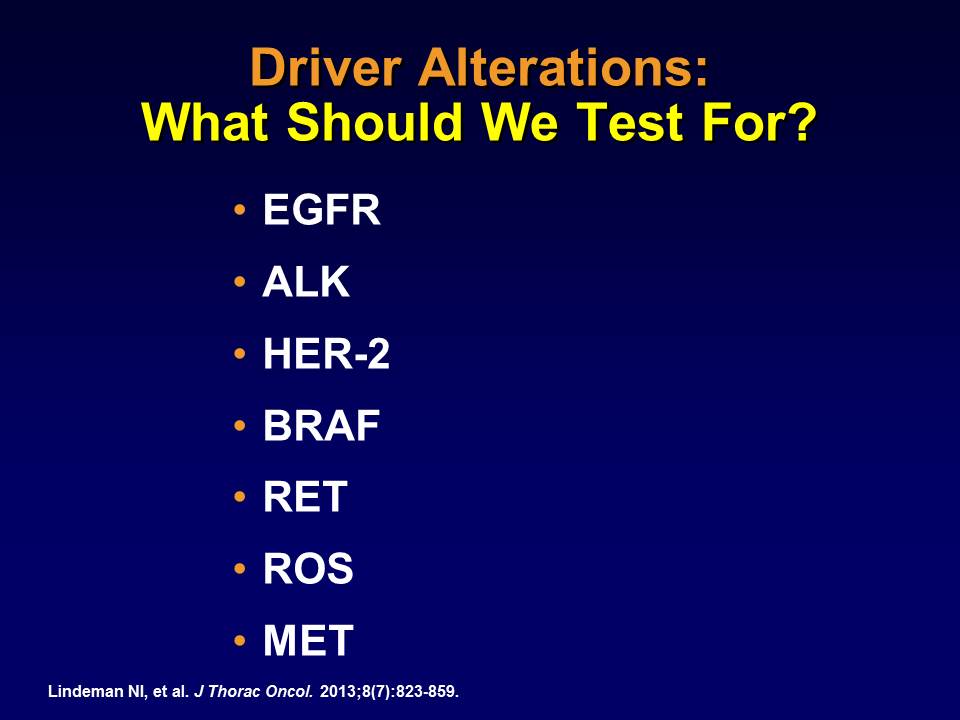 Driver Alterations:
What Should We Test For?
• EGFR
• ALK
• HER-2
• BRAF
• RET
• ROS
• MET
Lindeman NI, et al. J Thorac Oncol. 2013;8(7):823-859.